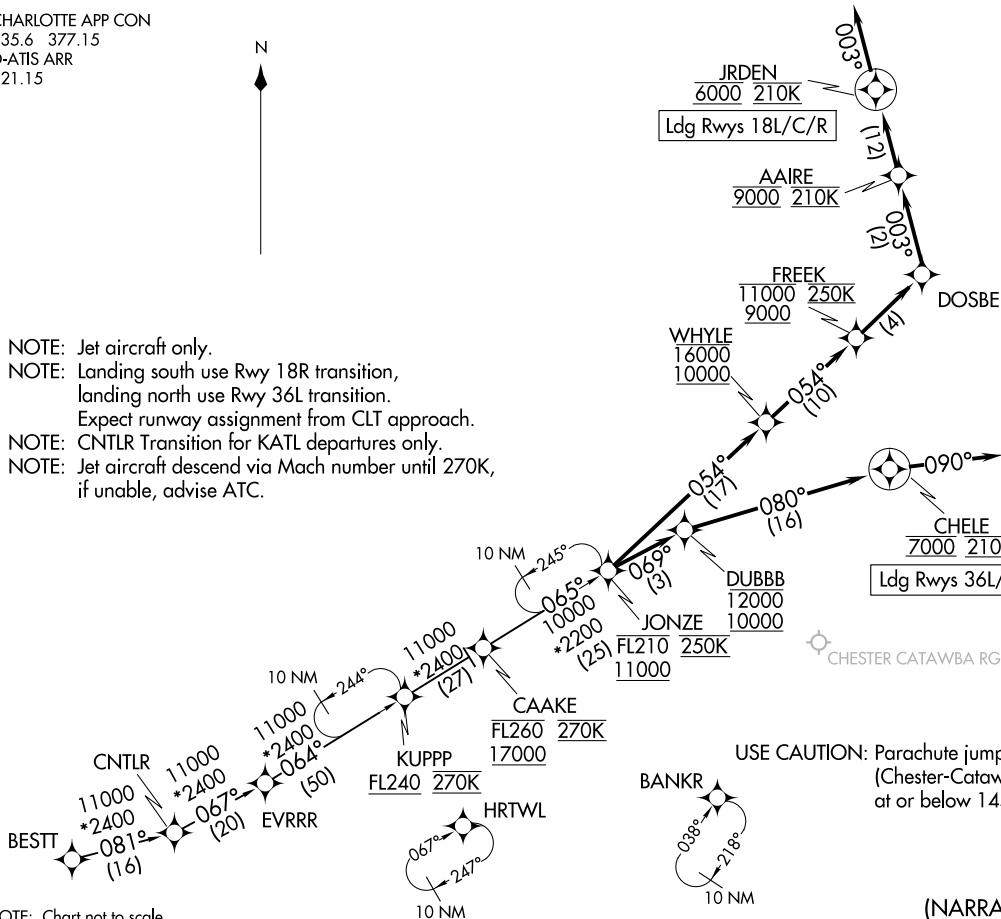 CHARLOTTE APP CON
35.6 377.15
D-ATIS ARR
21.15
N
003°
JRDEN
6000 210K
Ldg Rwys 18L/C/R
(12)
AAIRE
9000 210K
003°
(2)
FREEK
11000 250K
9000
DOSBE
(4)
WHYLE
16000
10000
054°
(10)
NOTE: Jet aircraft only.
NOTE: Landing south use Rwy 18R transition,
landing north use Rwy 36L transition.
Expect runway assignment from CLT approach.
NOTE: CNTLR Transition for KATL departures only.
NOTE: Jet aircraft descend via Mach number until 270K,
if unable, advise ATC.
054°
(17)
090°
080°
(16)
CHELE
7000 210
Ldg Rwys 36L/
10 NM
245°
069°
(3)
DUBBB
12000
10000
065°
10000
*2200
(25)
JONZE
FL210 250K
11000
CHESTER CATAWBA RG
11000
*2400
(27)
10 NM
244°
CAAKE
FL260 270K
17000
11000
*2400
064°
(50)
KUPPP
FL240 270K
USE CAUTION: Parachute jump
(Chester-Cataw
at or below 14
CNTLR
11000
*2400
067°
(20)
EVRRR
11000
*2400
BESTT
081°
(16)
HRTWL
067°
247°
10 NM
BANKR
038°
218°
10 NM
OTE: Chart not to scale
(NARRA